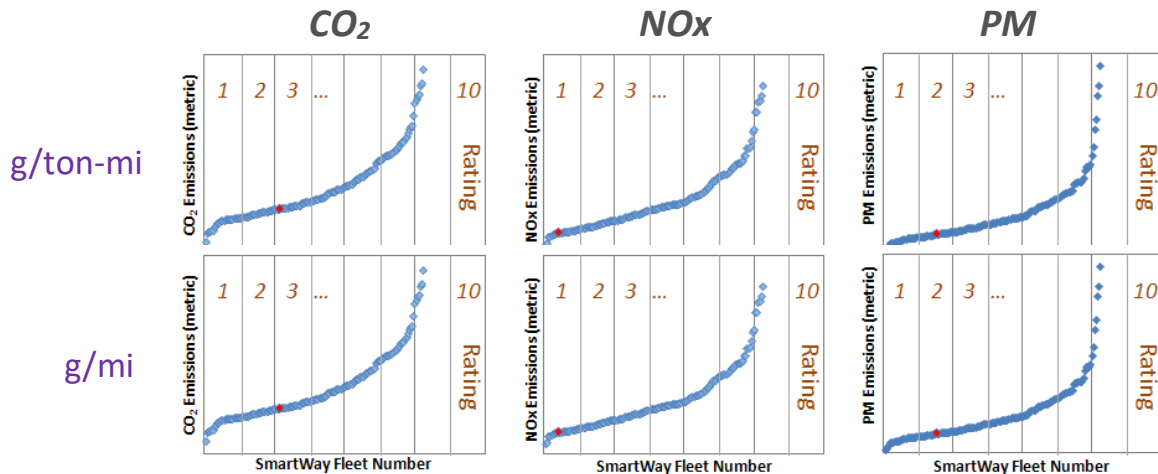 CO₂ NOx PM
g/ton-mi
CO₂ Emissions (metric)
1 2 3 ... 10
Rating
NOx Emissions (metric)
1 2 3 ... 10
Rating
PM Emissions (metric)
1 2 3 ... 10
Rating
g/mi
CO₂ Emissions (metric)
1 2 3 ... 10
Rating
NOx Emissions (metric)
1 2 3 ... 10
Rating
PM Emissions (metric)
1 2 3 ... 10
Rating
SmartWay Fleet Number SmartWay Fleet Number SmartWay Fleet Number